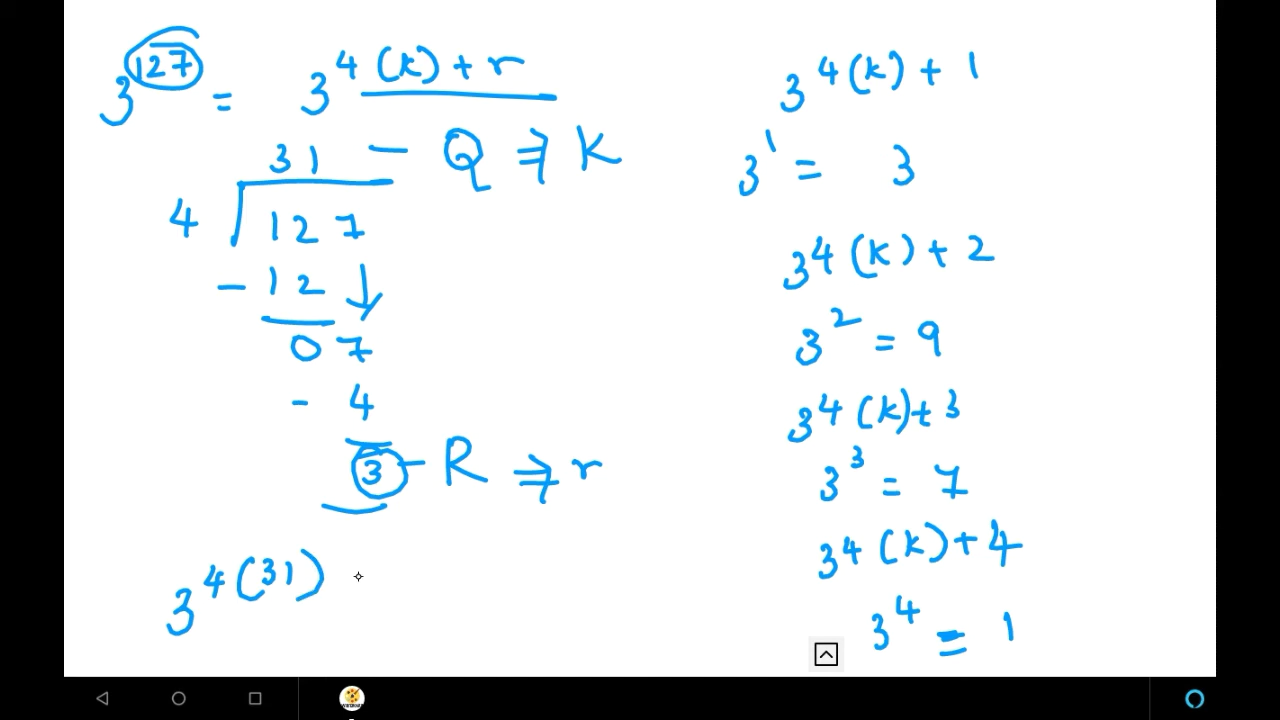 3^127 = 3^4(k)+r
31 — Q ⇒ k
4 √127
- 12 ↓
07
- 4
3 - R ⇒ r
3^4(31)
3^4(k)+1
3^1 = 3
3^4(k)+2
3^2 = 9
3^4(k)+3
3^3 = 7
3^4(k)+4
3^4 = 1